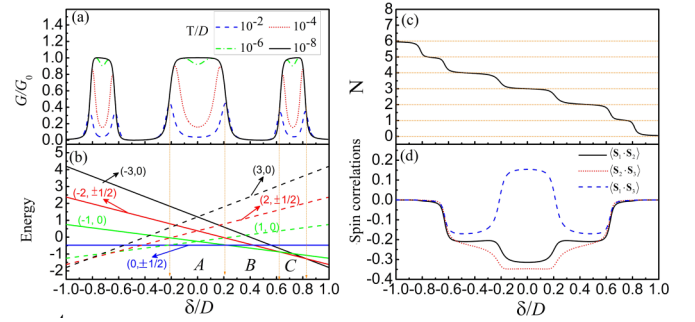 (a)
T/D
10-2
10-4
10-6
10-8
G/G0
1.6
1.4
1.2
1.0
0.8
0.6
0.4
0.2
0.0
(b)
(-3,0)
(3,0)
(-2,±1/2)
(2,±1/2)
(-1, 0)
(1, 0)
(0,±1/2)
A
B
C
Energy
5
4
3
2
1
0
-1
-2
-1.0 -0.8 -0.6 -0.4 -0.2 0.0 0.2 0.4 0.6 0.8 1.0
δ/D
(c)
N
8
7
6
5
4
3
2
1
0
(d)
⟨S1·S2⟩
⟨S2·S3⟩
⟨S1·S3⟩
Spin correlations
0.2
0.1
0.0
-0.1
-0.2
-0.3
-0.4
-1.0 -0.8 -0.6 -0.4 -0.2 0.0 0.2 0.4 0.6 0.8 1.0
δ/D